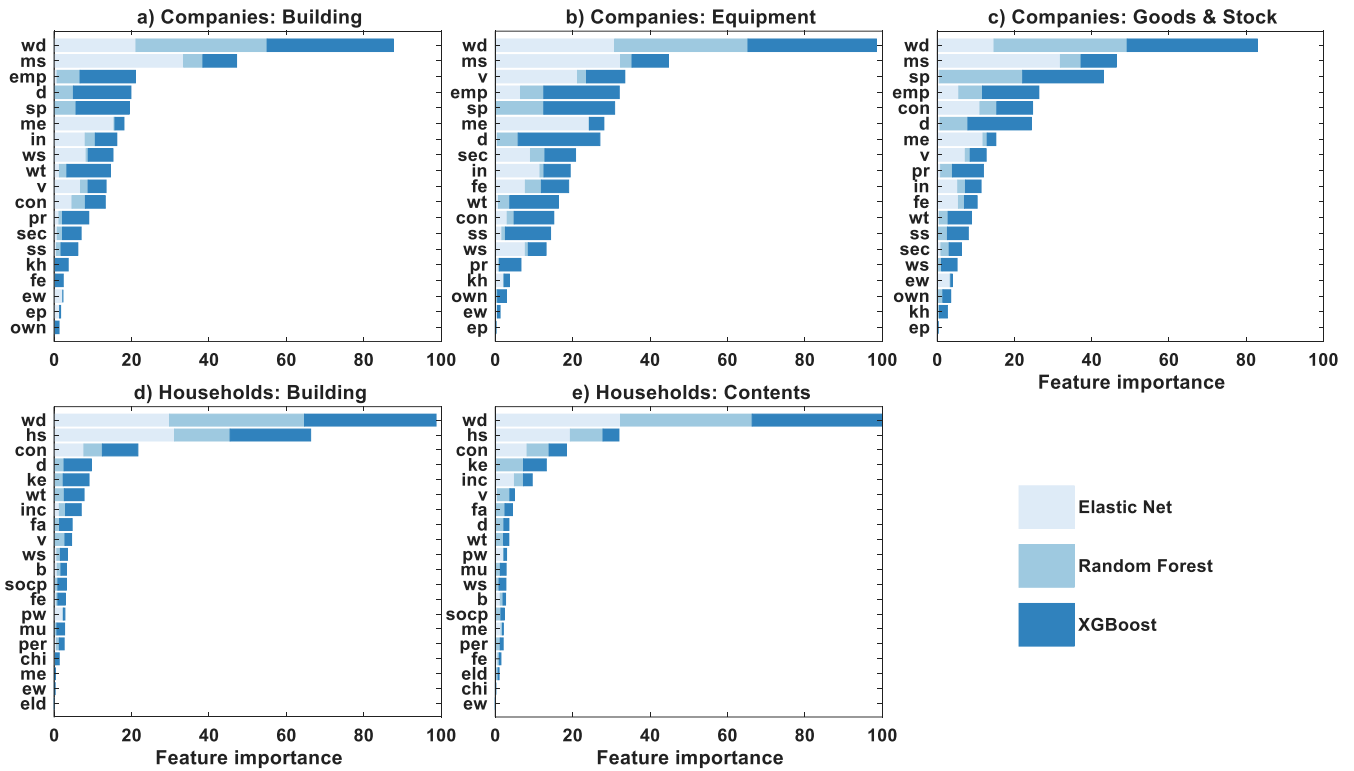 a) Companies: Building
wd
ms
emp
d
sp
me
in
ws
wt
v
con
pr
sec
ss
kh
fe
ew
ep
own
0 20 40 60 80 100
b) Companies: Equipment
wd
ms
v
emp
sp
me
d
sec
in
fe
wt
con
ss
ws
pr
kh
own
ew
ep
0 20 40 60 80 100
c) Companies: Goods & Stock
wd
ms
sp
emp
con
d
me
v
pr
in
fe
wt
ss
sec
ws
ew
own
kh
ep
0 20 40 60 80 100
Feature importance
d) Households: Building
wd
hs
con
d
ke
wt
inc
fa
v
ws
b
socp
fe
pw
mu
per
chi
me
ew
eld
0 20 40 60 80 100
Feature importance
e) Households: Contents
wd
hs
con
ke
inc
v
fa
d
wt
pw
mu
ws
b
socp
me
per
fe
eld
chi
ew
0 20 40 60 80 100
Feature importance
Elastic Net
Random Forest
XGBoost